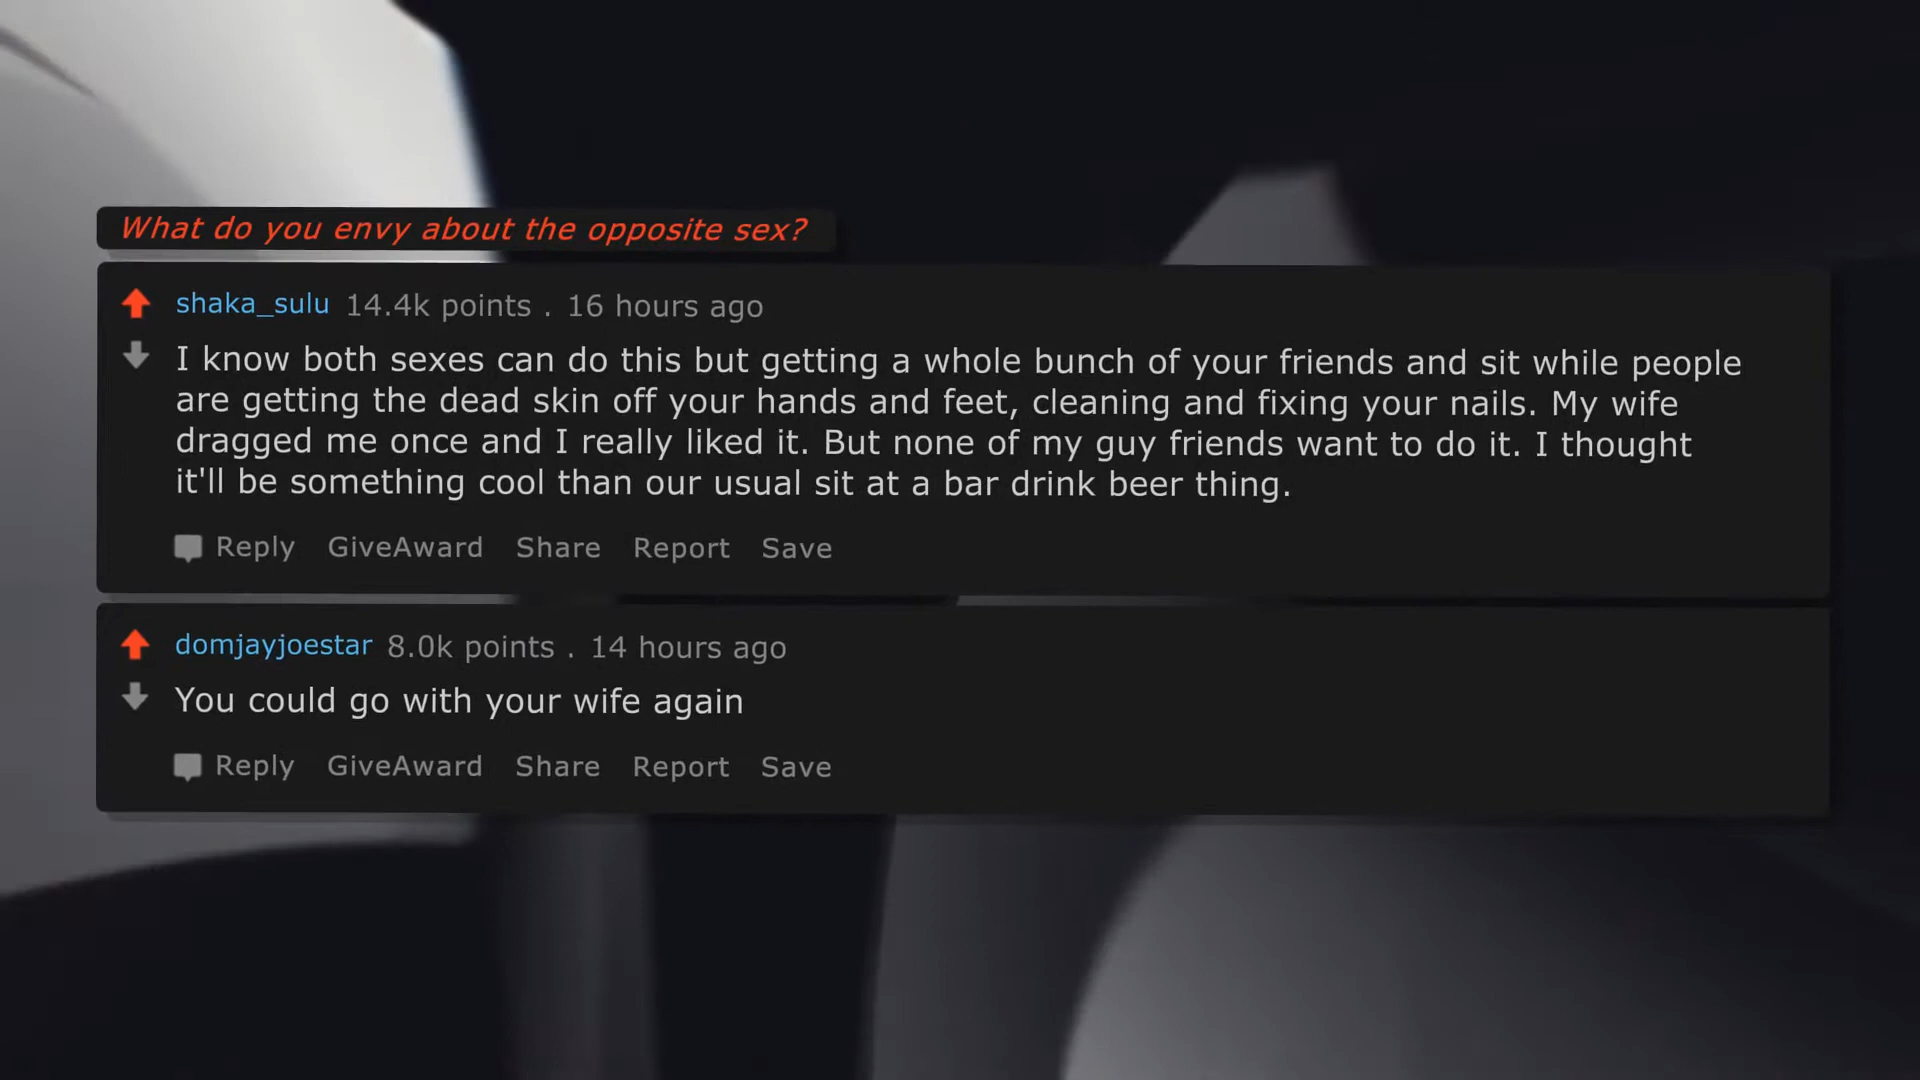 What do you envy about the opposite sex?
shaka_sulu 14.4k points . 16 hours ago
I know both sexes can do this but getting a whole bunch of your friends and sit while people
are getting the dead skin off your hands and feet, cleaning and fixing your nails. My wife
dragged me once and I really liked it. But none of my guy friends want to do it. I thought
it'll be something cool than our usual sit at a bar drink beer thing.
Reply GiveAward Share Report Save
domjayjoestar 8.0k points . 14 hours ago
You could go with your wife again
Reply GiveAward Share Report Save